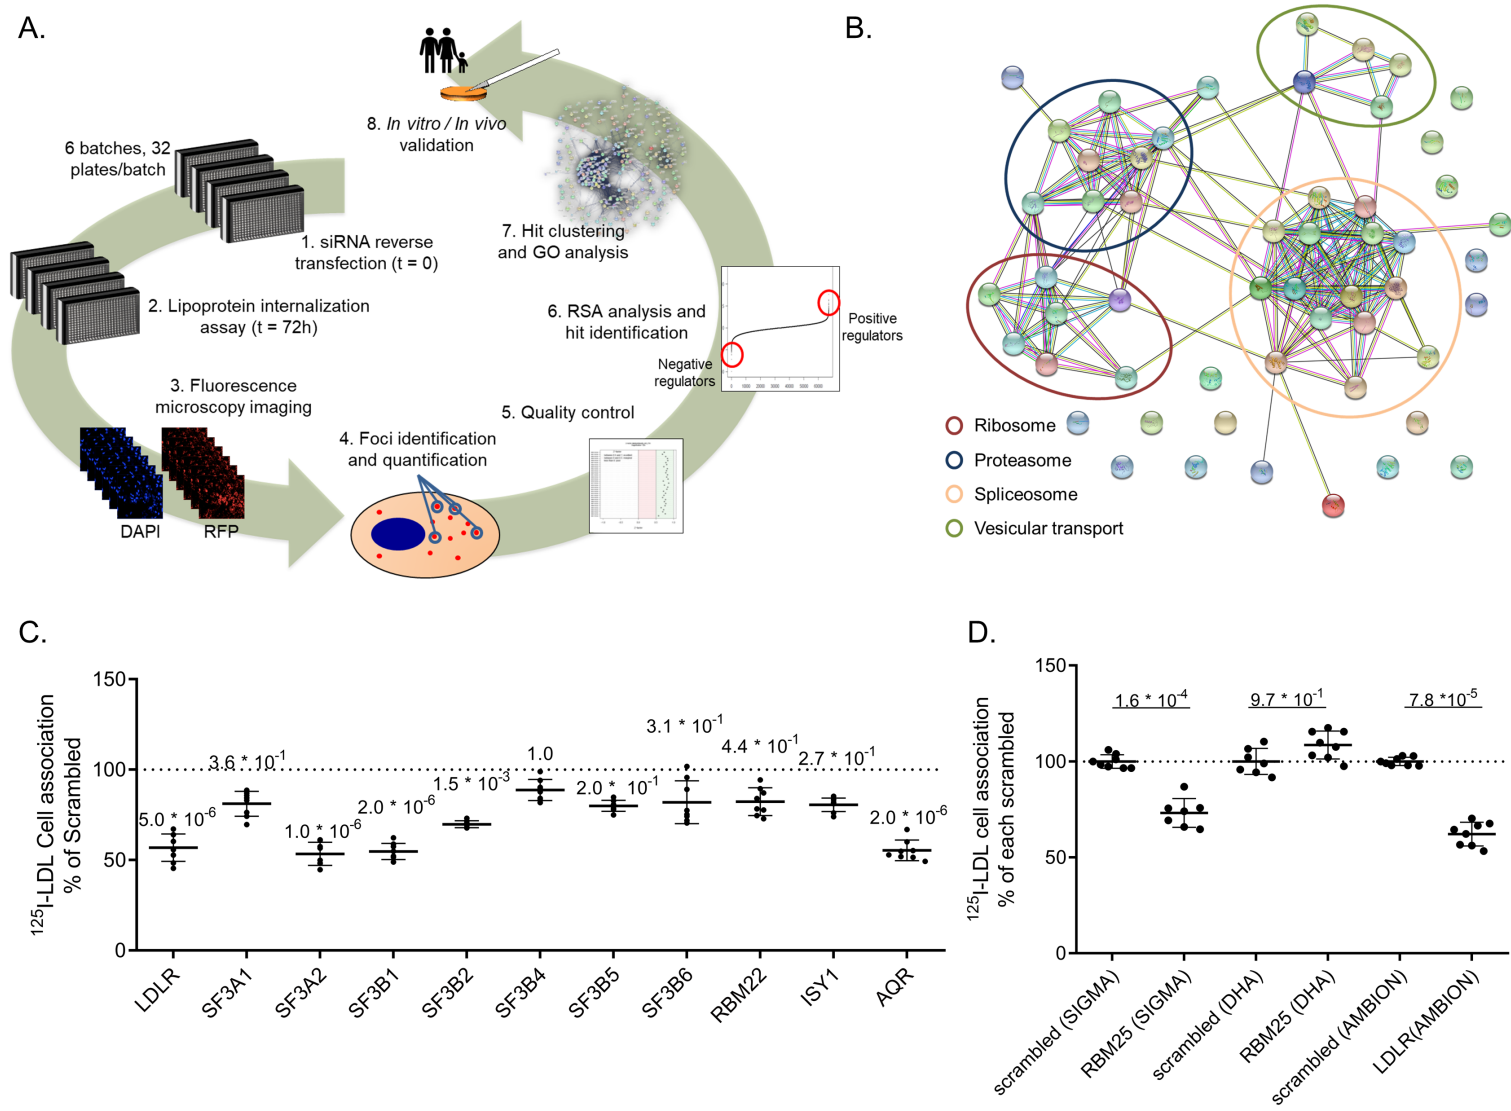 A.
6 batches, 32
plates/batch
1. siRNA reverse
transfection (t = 0)
2. Lipoprotein internalization
assay (t = 72h)
3. Fluorescence
microscopy imaging
DAPI
RFP
4. Foci identification
and quantification
5. Quality control
6. RSA analysis and
hit identification
Negative
regulators
Positive
regulators
7. Hit clustering
and GO analysis
8. In vitro / In vivo
validation
B.
Ribosome
Proteasome
Spliceosome
Vesicular transport
C.
125I-LDL Cell association
% of Scrambled
150
100
50
0
5.0 * 10-6
3.6 * 10-1
1.0 * 10-6
2.0 * 10-6
1.5 * 10-3
1.0
2.0 * 10-1
3.1 * 10-1
4.4 * 10-1
2.7 * 10-1
2.0 * 10-6
LDLR
SF3A1
SF3A2
SF3B1
SF3B2
SF3B4
SF3B5
SF3B6
RBM22
ISY1
AQR
D.
125I-LDL cell association
% of each scrambled
150
100
50
0
1.6 * 10-4
9.7 * 10-1
7.8 *10-5
scrambled (SIGMA)
RBM25 (SIGMA)
scrambled (DHA)
RBM25 (DHA)
scrambled (AMBION)
LDLR(AMBION)